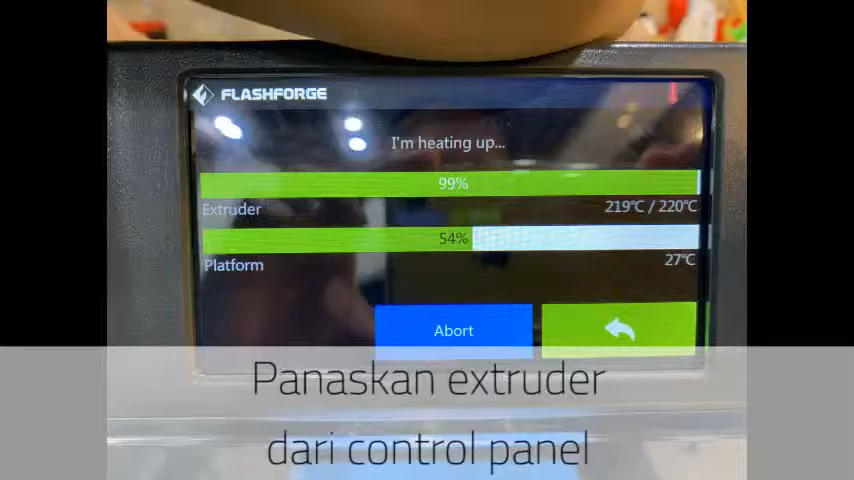 FLASHFORGE
I'm heating up...
99%
Extruder 219℃ / 220℃
54%
Platform 27℃
Abort
Panaskan extruder
dari control panel